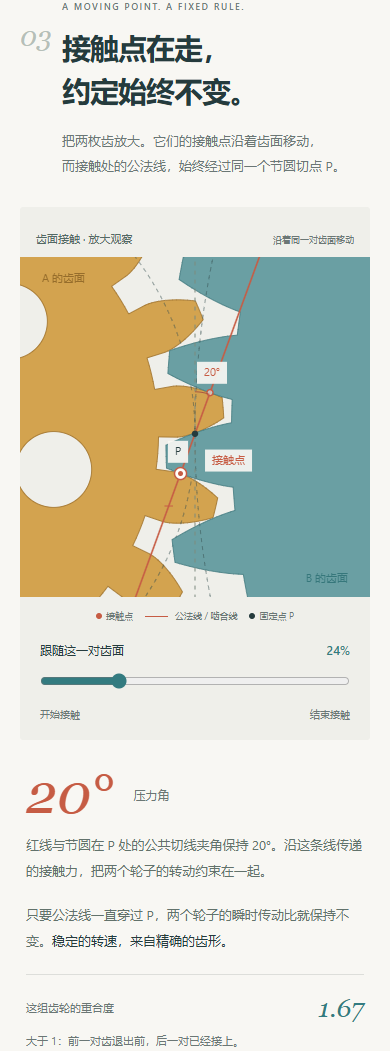 A MOVING POINT. A FIXED RULE.
03
接触点在走，
约定始终不变。
把两枚齿放大。它们的接触点沿着齿面移动，
而接触处的公法线，始终经过同一个节圆切点 P。
齿面接触 · 放大观察
沿着同一对齿面移动
A 的齿面
20°
P
接触点
B 的齿面
接触点
公法线 / 啮合线
固定点 P
跟随这一对齿面
24%
开始接触
结束接触
20°
压力角
红线与节圆在 P 处的公共切线夹角保持 20°。沿这条线传递
的接触力，把两个轮子的转动约束在一起。
只要公法线一直穿过 P，两个轮子的瞬时传动比就保持不
变。稳定的转速，来自精确的齿形。
这组齿轮的重合度
1.67
大于 1：前一对齿退出前，后一对已经接上。